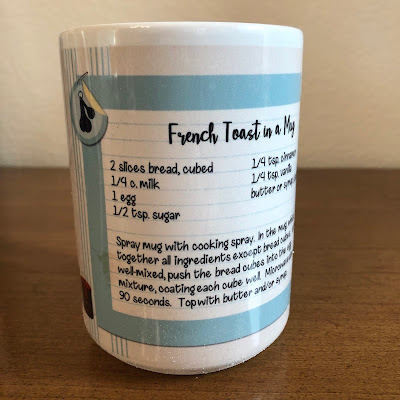 French Toast in a Mug
2 slices bread, cubed
1/4 c. milk
1 egg
1/2 tsp. sugar
1/4 tsp. cinnamon
1/4 tsp. vanilla
butter or syrup
Spray mug with cooking spray. In the mug
together all ingredients except bread cubes.
well-mixed, push the bread cubes into the egg
mixture, coating each cube well. Microwave
90 seconds. Top with butter and/or syrup.